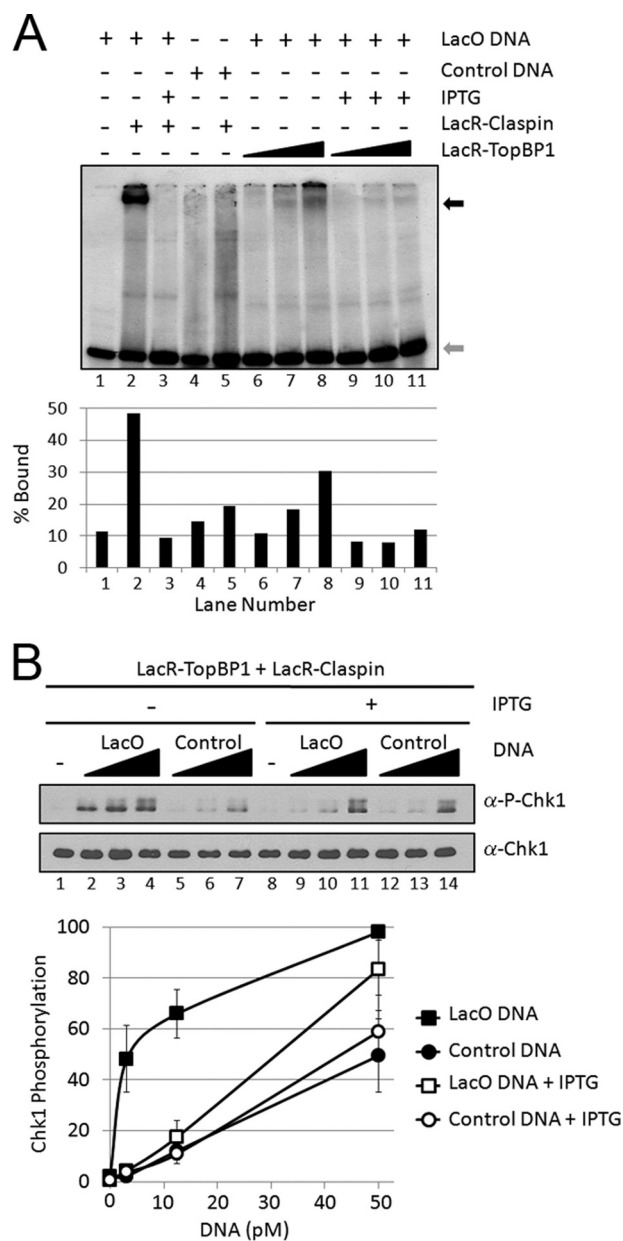 A
+ + + - - + + + + + + LacO DNA
- - - + + - - - - - - Control DNA
- - + - - - - - + + + IPTG
- + + - + - - - - - - LacR-Claspin
- - - - - LacR-TopBP1
1 2 3 4 5 6 7 8 9 10 11
50
40
30
20
10
0
% Bound
1 2 3 4 5 6 7 8 9 10 11
Lane Number
B
LacR-TopBP1 + LacR-Claspin
- + IPTG
- LacO Control - LacO Control DNA
α-P-Chk1
α-Chk1
1 2 3 4 5 6 7 8 9 10 11 12 13 14
100
80
60
40
20
0
Chk1 Phosphorylation
0 10 20 30 40 50
DNA (pM)
LacO DNA
Control DNA
LacO DNA + IPTG
Control DNA + IPTG